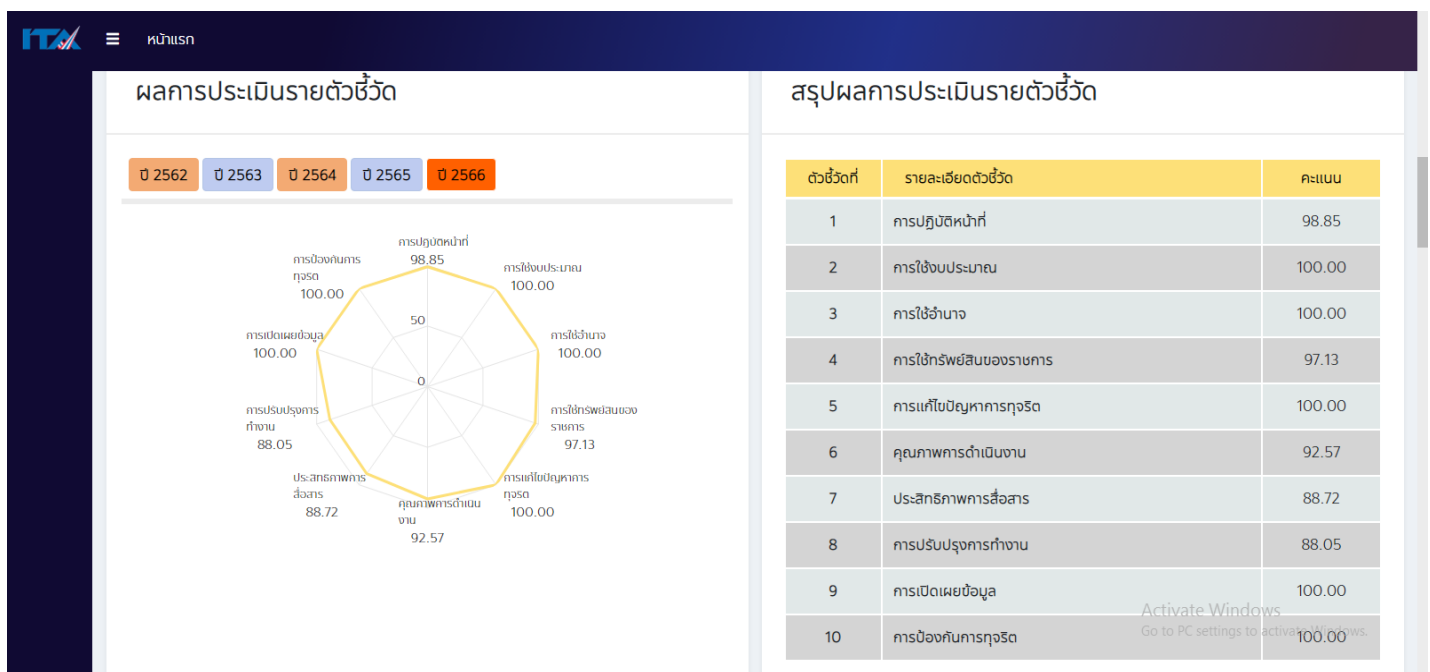 ITA
หน้าแรก
ผลการประเมินรายตัวชี้วัด
ปี 2562
ปี 2563
ปี 2564
ปี 2565
ปี 2566
การปฏิบัติหน้าที่
98.85
การใช้งบประมาณ
100.00
การใช้อำนาจ
100.00
การใช้ทรัพย์สินของ
ราชการ
97.13
การแก้ไขปัญหาการ
ทุจริต
100.00
คุณภาพการดำเนิน
งาน
92.57
ประสิทธิภาพการ
สื่อสาร
88.72
การปรับปรุงการ
ทำงาน
88.05
การเปิดเผยข้อมูล
100.00
การป้องกันการ
ทุจริต
100.00
50
0
สรุปผลการประเมินรายตัวชี้วัด
ตัวชี้วัดที่ รายละเอียดตัวชี้วัด คะแนน
1 การปฏิบัติหน้าที่ 98.85
2 การใช้งบประมาณ 100.00
3 การใช้อำนาจ 100.00
4 การใช้ทรัพย์สินของราชการ 97.13
5 การแก้ไขปัญหาการทุจริต 100.00
6 คุณภาพการดำเนินงาน 92.57
7 ประสิทธิภาพการสื่อสาร 88.72
8 การปรับปรุงการทำงาน 88.05
9 การเปิดเผยข้อมูล 100.00
10 การป้องกันการทุจริต 100.00
Activate Windows
Go to PC settings to activate Windows.